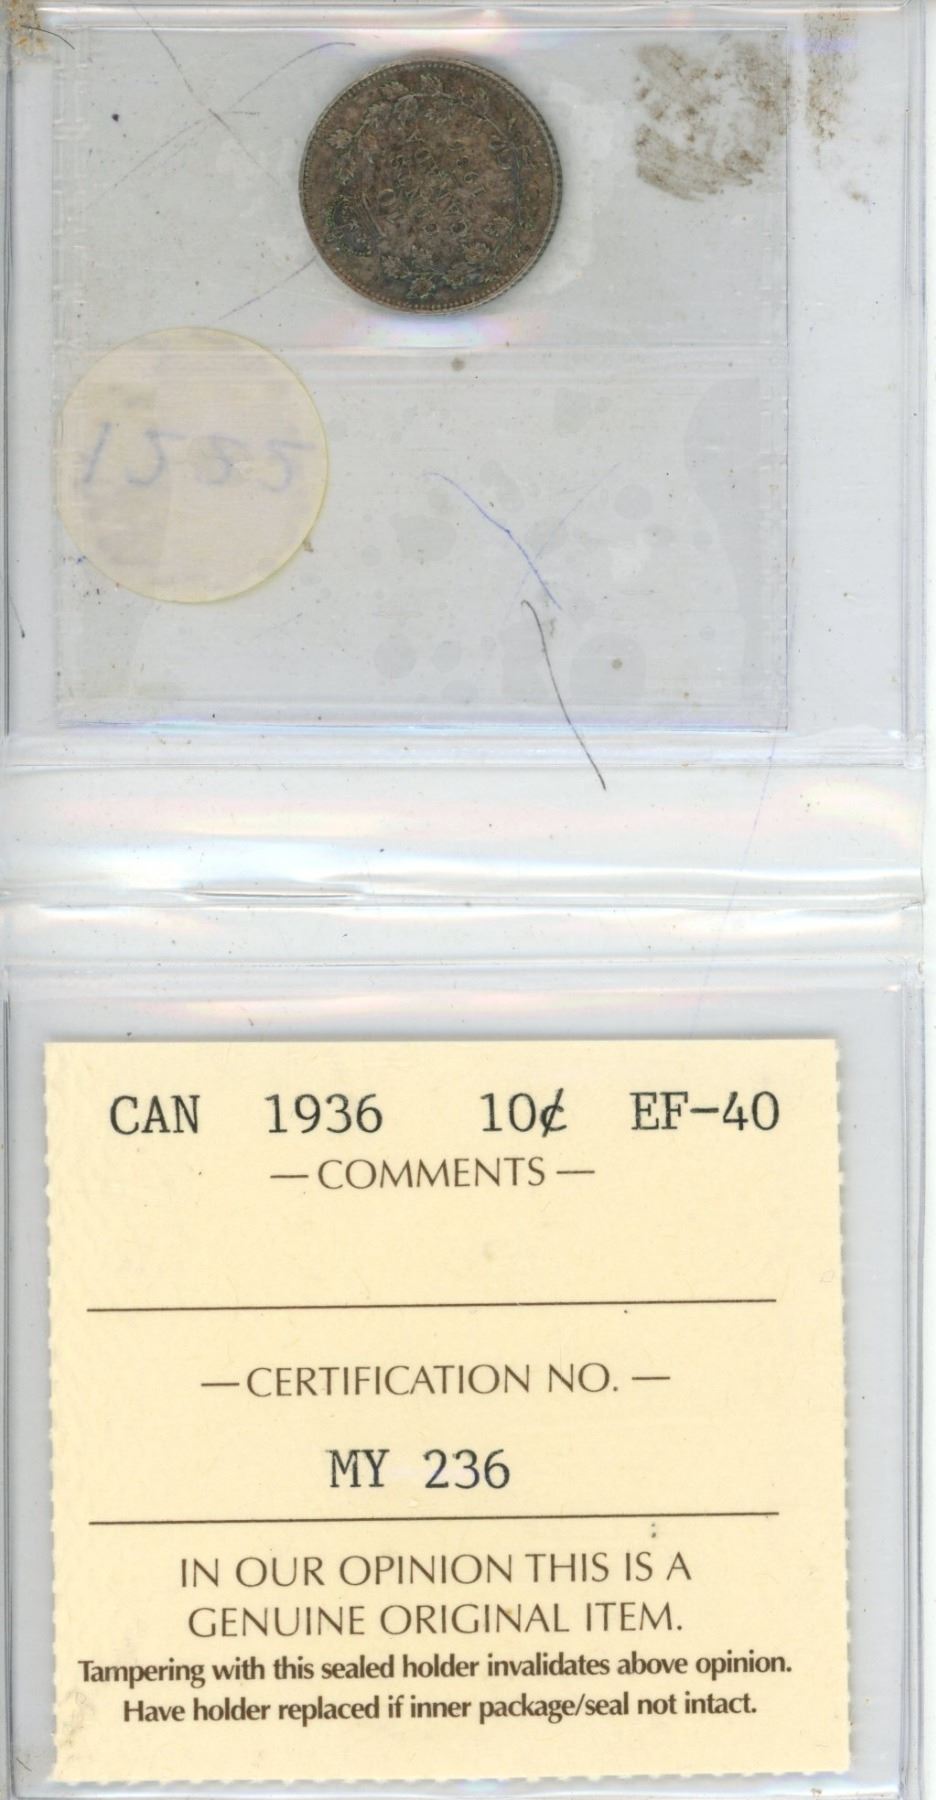 CAN 1936 10¢ EF-40
— COMMENTS —
— CERTIFICATION NO. —
MY 236
IN OUR OPINION THIS IS A
GENUINE ORIGINAL ITEM.
Tampering with this sealed holder invalidates above opinion.
Have holder replaced if inner package/seal not intact.